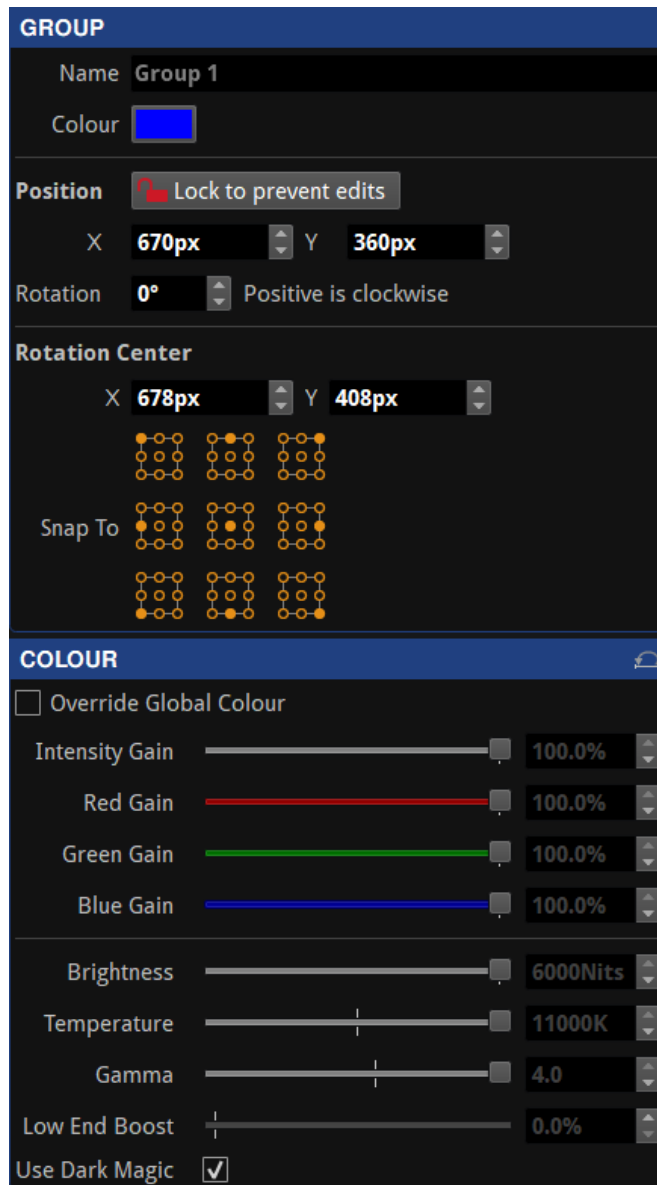 GROUP
Name Group 1
Colour
Position Lock to prevent edits
X 670px Y 360px
Rotation 0° Positive is clockwise
Rotation Center
X 678px Y 408px
Snap To
COLOUR
Override Global Colour
Intensity Gain 100.0%
Red Gain 100.0%
Green Gain 100.0%
Blue Gain 100.0%
Brightness 6000Nits
Temperature 11000K
Gamma 4.0
Low End Boost 0.0%
Use Dark Magic